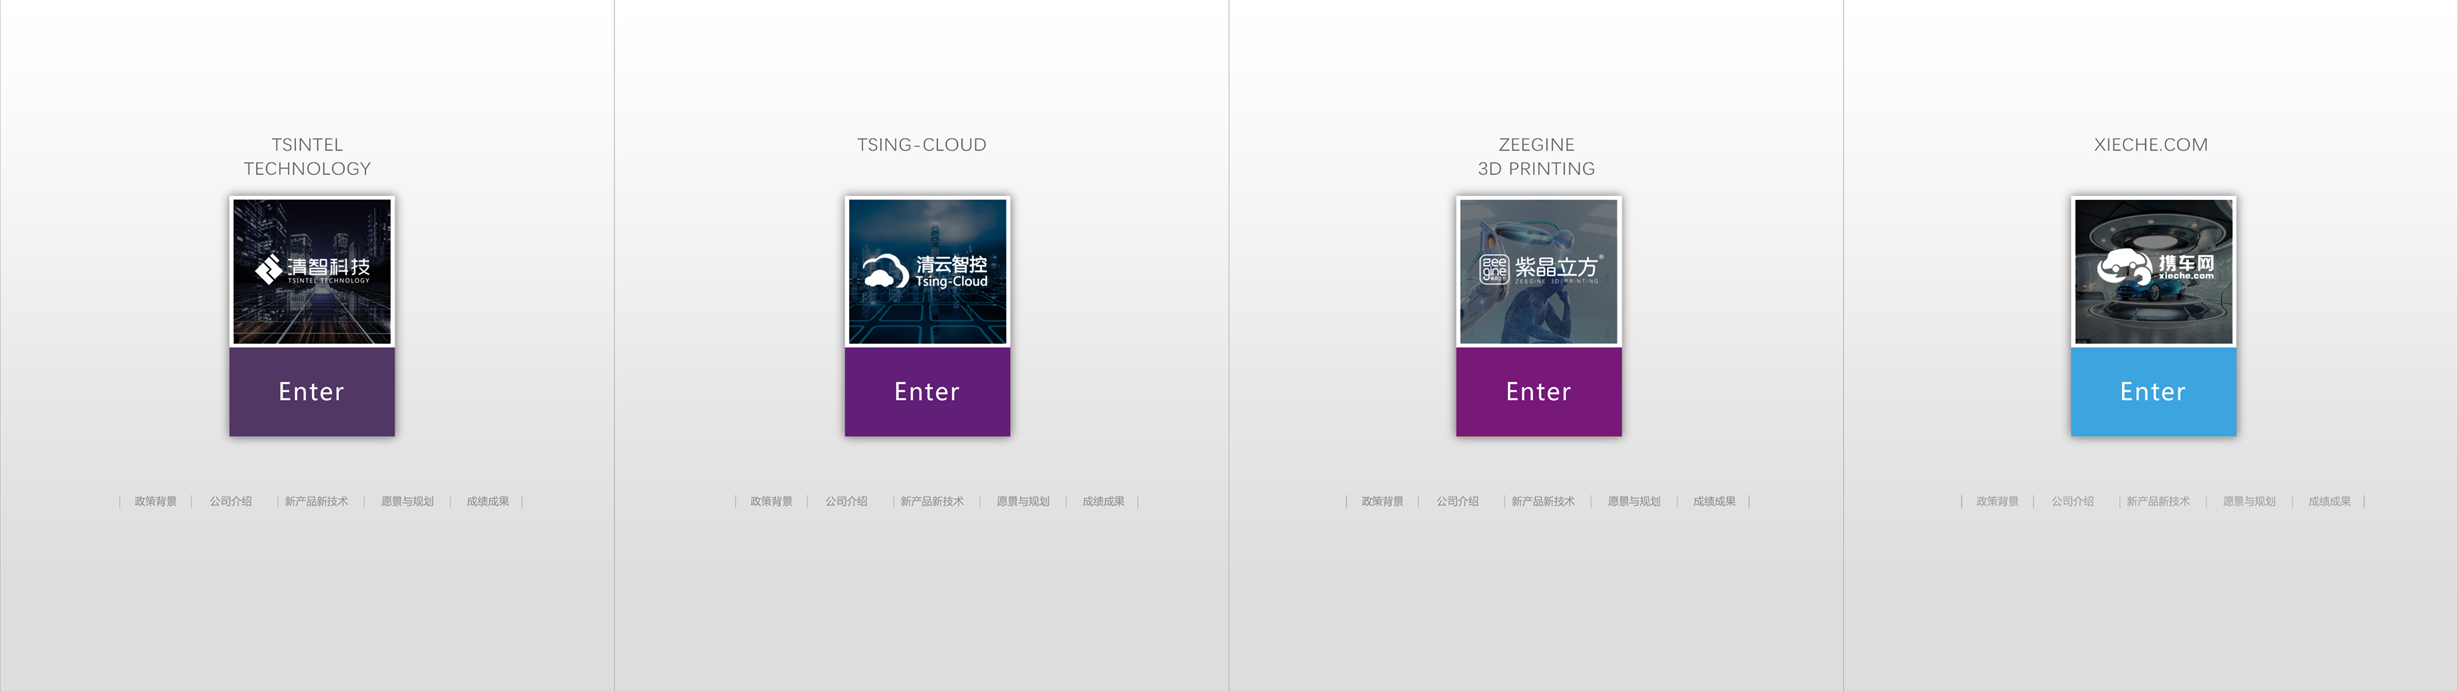 TSINTEL
TECHNOLOGY
清智科技
TSINTEL TECHNOLOGY
Enter
政策背景 | 公司介绍 | 新产品新技术 | 愿景与规划 | 成绩成果
TSING-CLOUD
清云智控
Tsing-Cloud
Enter
政策背景 | 公司介绍 | 新产品新技术 | 愿景与规划 | 成绩成果
ZEEGINE
3D PRINTING
zee
gine
紫晶立方®
ZEEGINE 3D PRINTING
Enter
政策背景 | 公司介绍 | 新产品新技术 | 愿景与规划 | 成绩成果
XIECHE.COM
携车网
xieche.com
Enter
政策背景 | 公司介绍 | 新产品新技术 | 愿景与规划 | 成绩成果